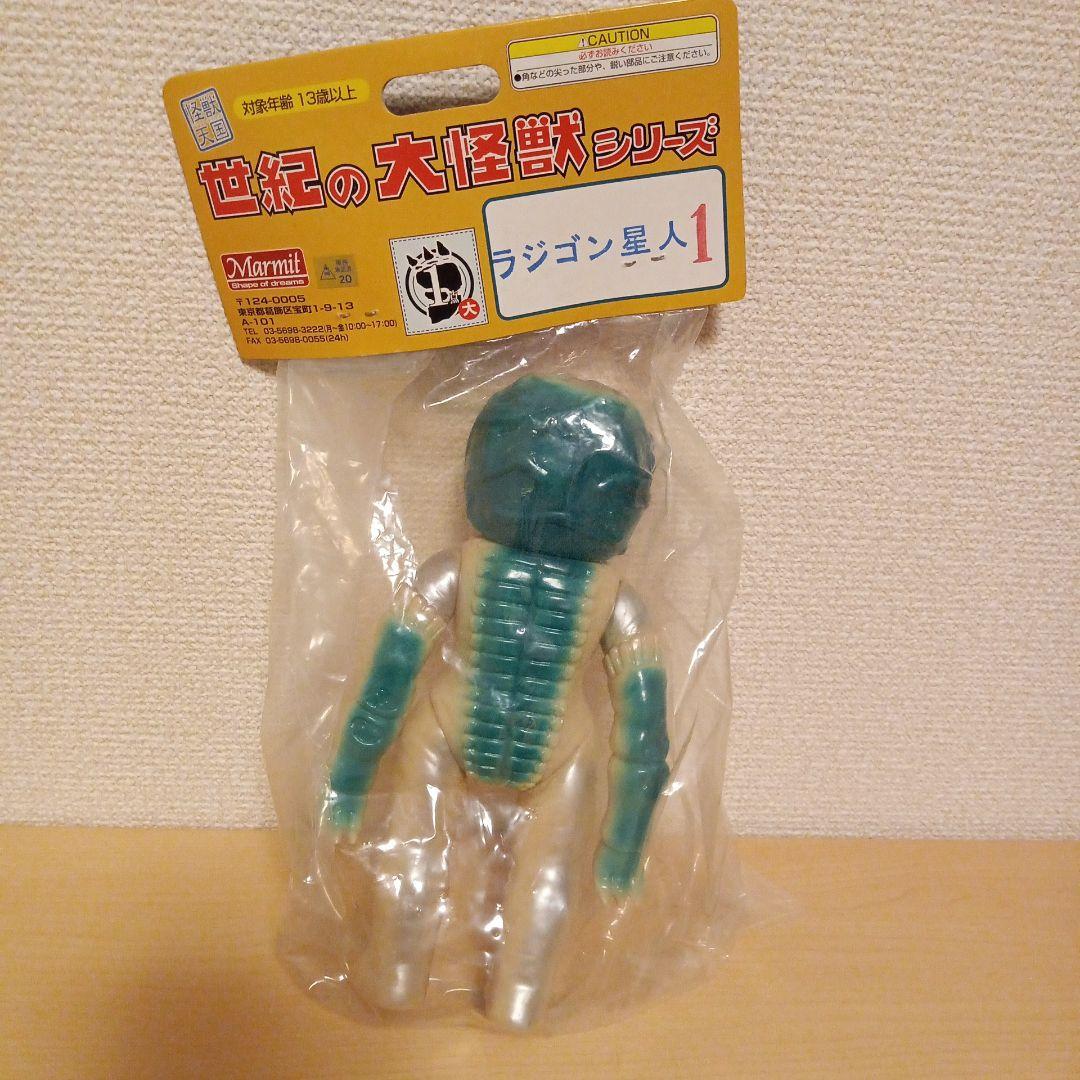 怪獣
天国
対象年齢 13歳以上
CAUTION
必ずお読みください
●角などの尖った部分や、鋭い部品にご注意ください。
世紀の大怪獣シリーズ
ラジゴン星人1
Marmit
Shape of dreams
20
大
〒124-0005
東京都葛飾区宝町1-9-13
A-101
TEL 03-5698-3222(月〜金10:00〜17:00)
FAX 03-5698-0055(24h)